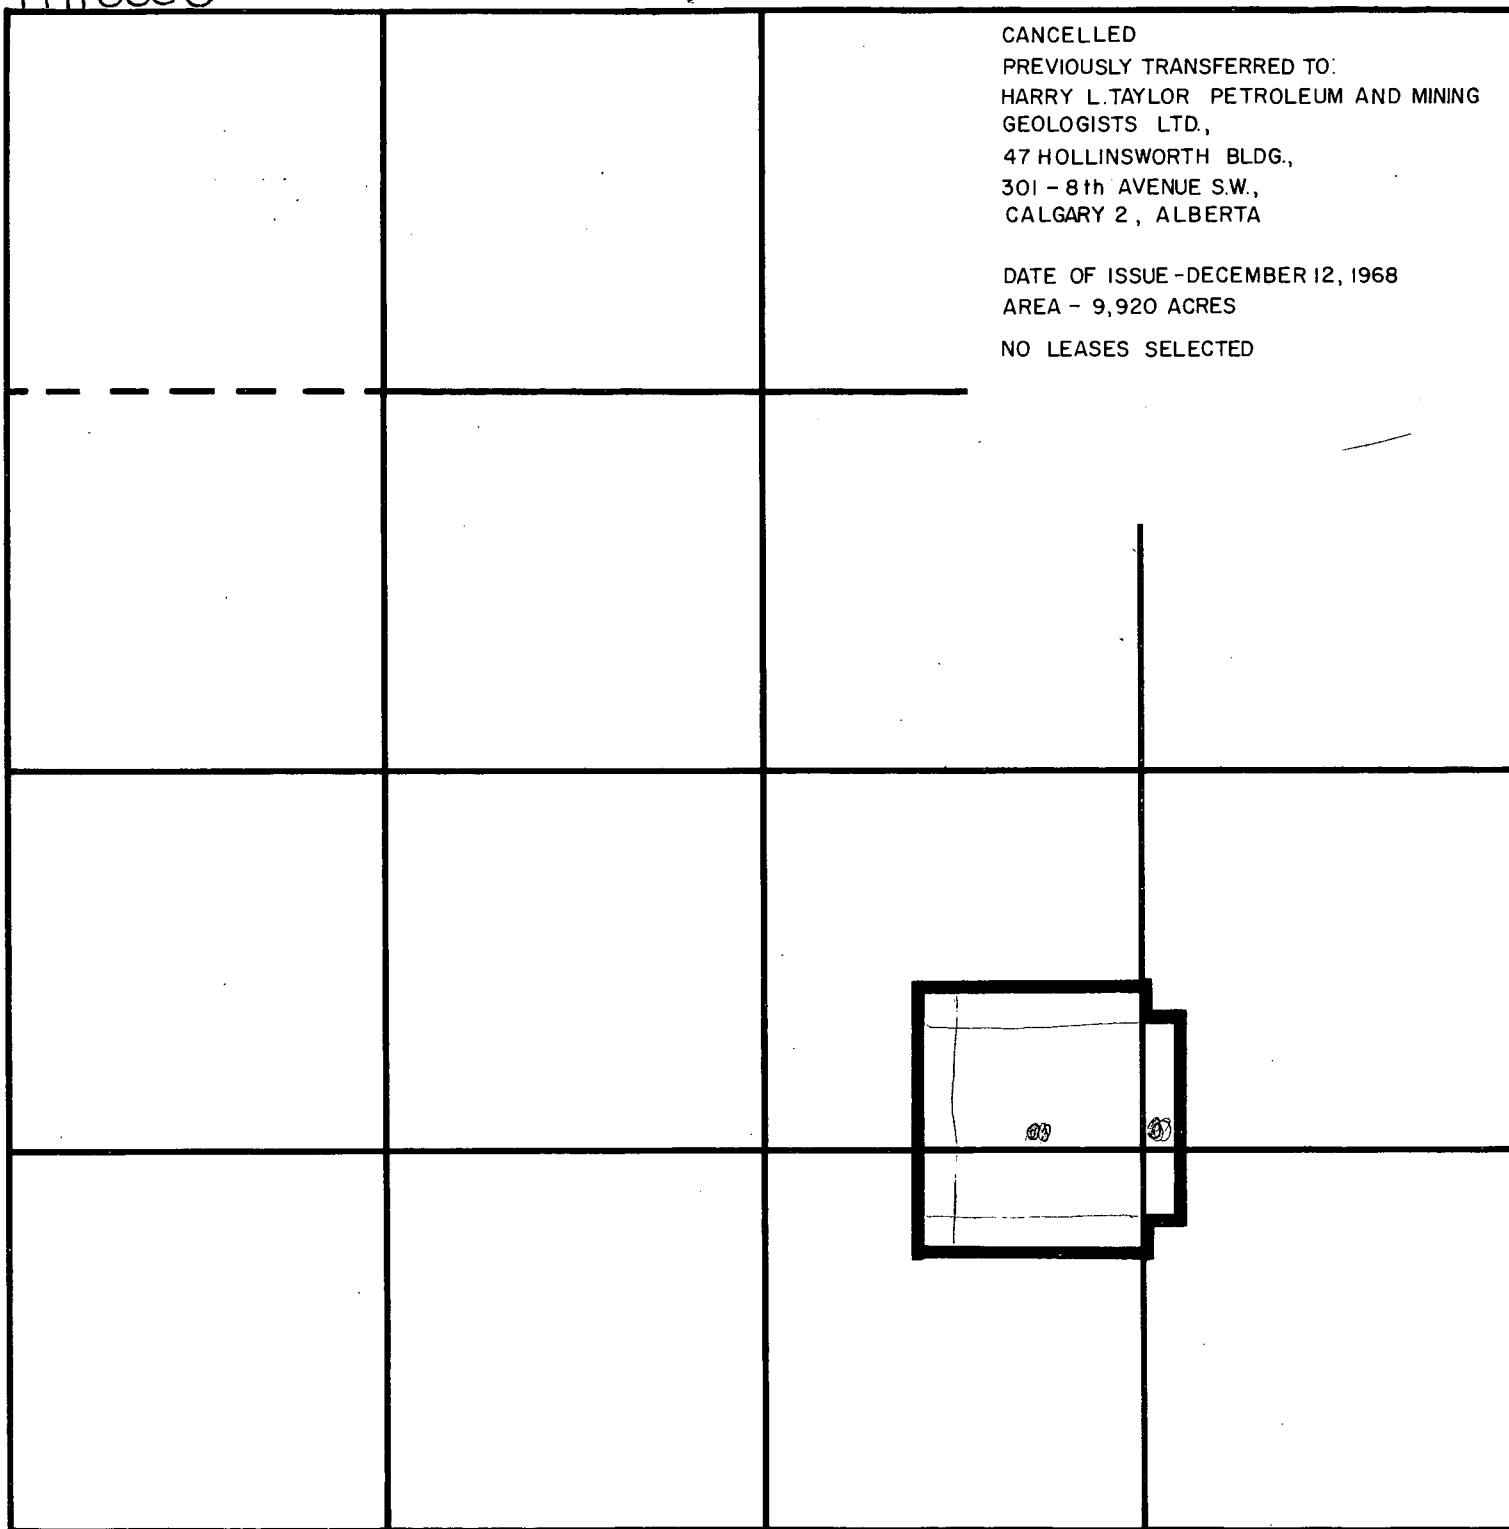 CANCELLED
PREVIOUSLY TRANSFERRED TO:
HARRY L. TAYLOR PETROLEUM AND MINING
GEOLOGISTS LTD.,
47 HOLLINSWORTH BLDG.,
301 - 8th AVENUE S.W.,
CALGARY 2, ALBERTA
DATE OF ISSUE - DECEMBER 12, 1968
AREA - 9,920 ACRES
NO LEASES SELECTED